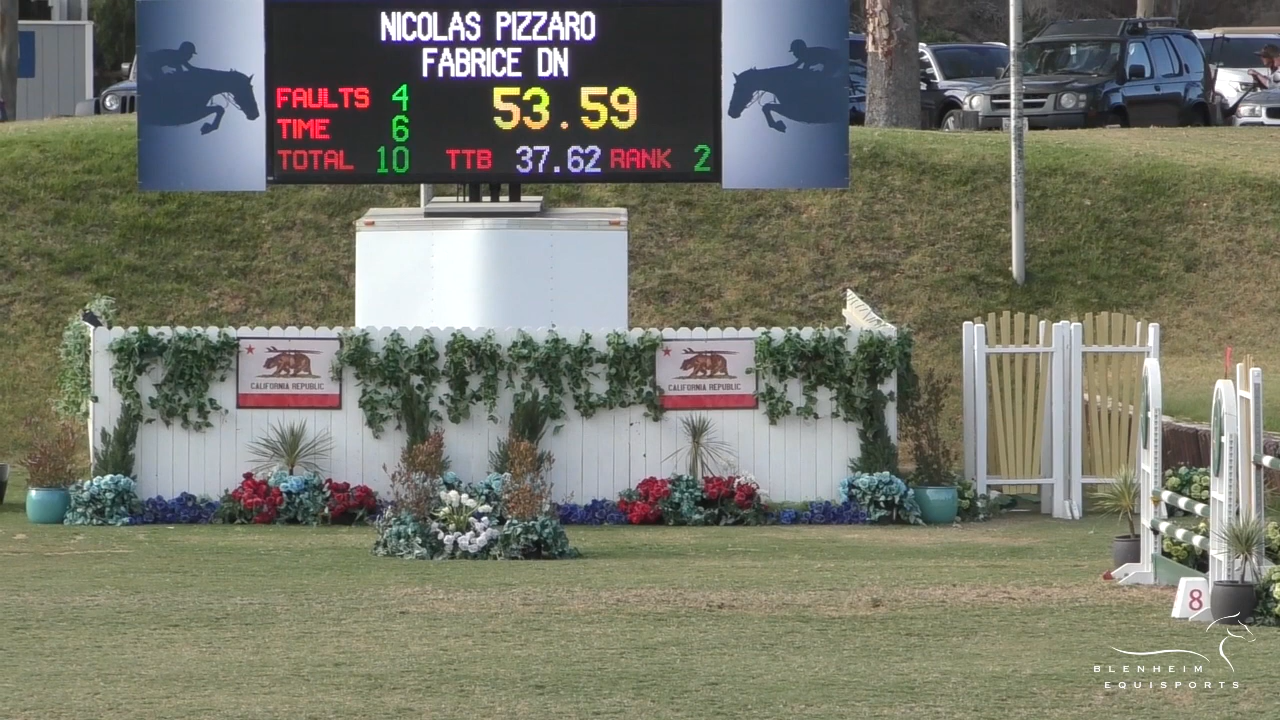 NICOLAS PIZZARO
FABRICE DN
FAULTS 4 53.59
TIME 6
TOTAL 10 TTB 37.62 RANK 2
CALIFORNIA REPUBLIC
CALIFORNIA REPUBLIC
8
BLENHEIM
EQUISPORTS